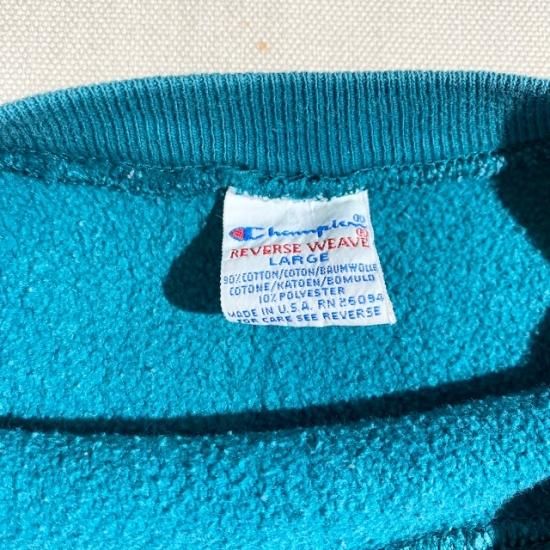 Champion®
REVERSE WEAVE®
LARGE
90% COTTON/COTON/BAUMWOLLE
COTONE/KATOEN/BOMULD
10% POLYESTER
MADE IN U.S.A. RN 26094
FOR CARE SEE REVERSE